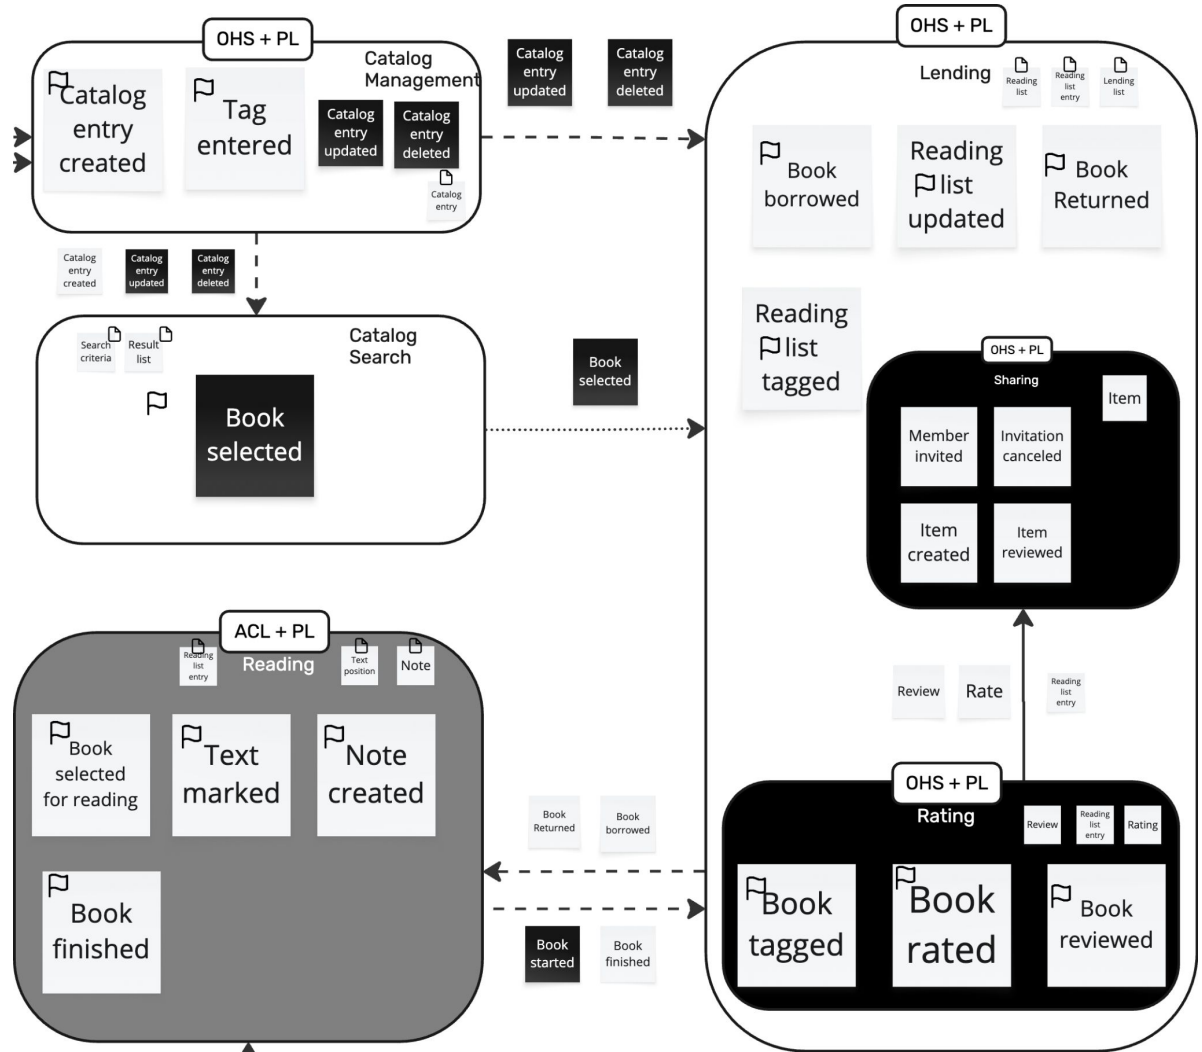 OHS + PL
Catalog
Management
Catalog
entry
created
Tag
entered
Catalog
entry
updated
Catalog
entry
deleted
Catalog
entry
Catalog
entry
updated
Catalog
entry
deleted
Catalog
entry
created
Catalog
entry
updated
Catalog
entry
deleted
Catalog
Search
Search
criteria
Result
list
Book
selected
Book
selected
OHS + PL
Lending
Reading
list
Reading
list
entry
Lending
list
Book
borrowed
Reading
list
updated
Book
Returned
Reading
list
tagged
OHS + PL
Sharing
Item
Member
invited
Invitation
canceled
Item
created
Item
reviewed
Review
Rate
Reading
list
entry
OHS + PL
Rating
Review
Reading
list
entry
Rating
Book
tagged
Book
rated
Book
reviewed
ACL + PL
Reading
Reading
list
entry
Text
position
Note
Book
selected
for reading
Text
marked
Note
created
Book
finished
Book
Returned
Book
borrowed
Book
started
Book
finished